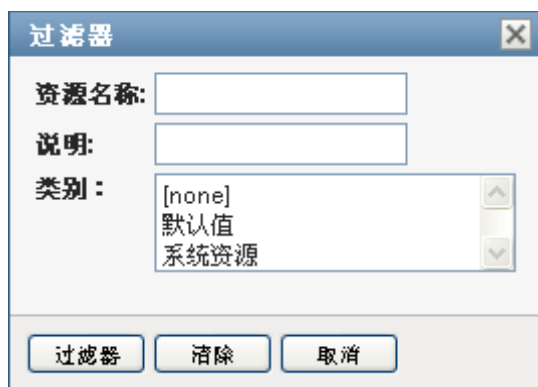 过滤器
资源名称:
说明:
类别：
[none]
默认值
系统资源
过滤器 清除 取消